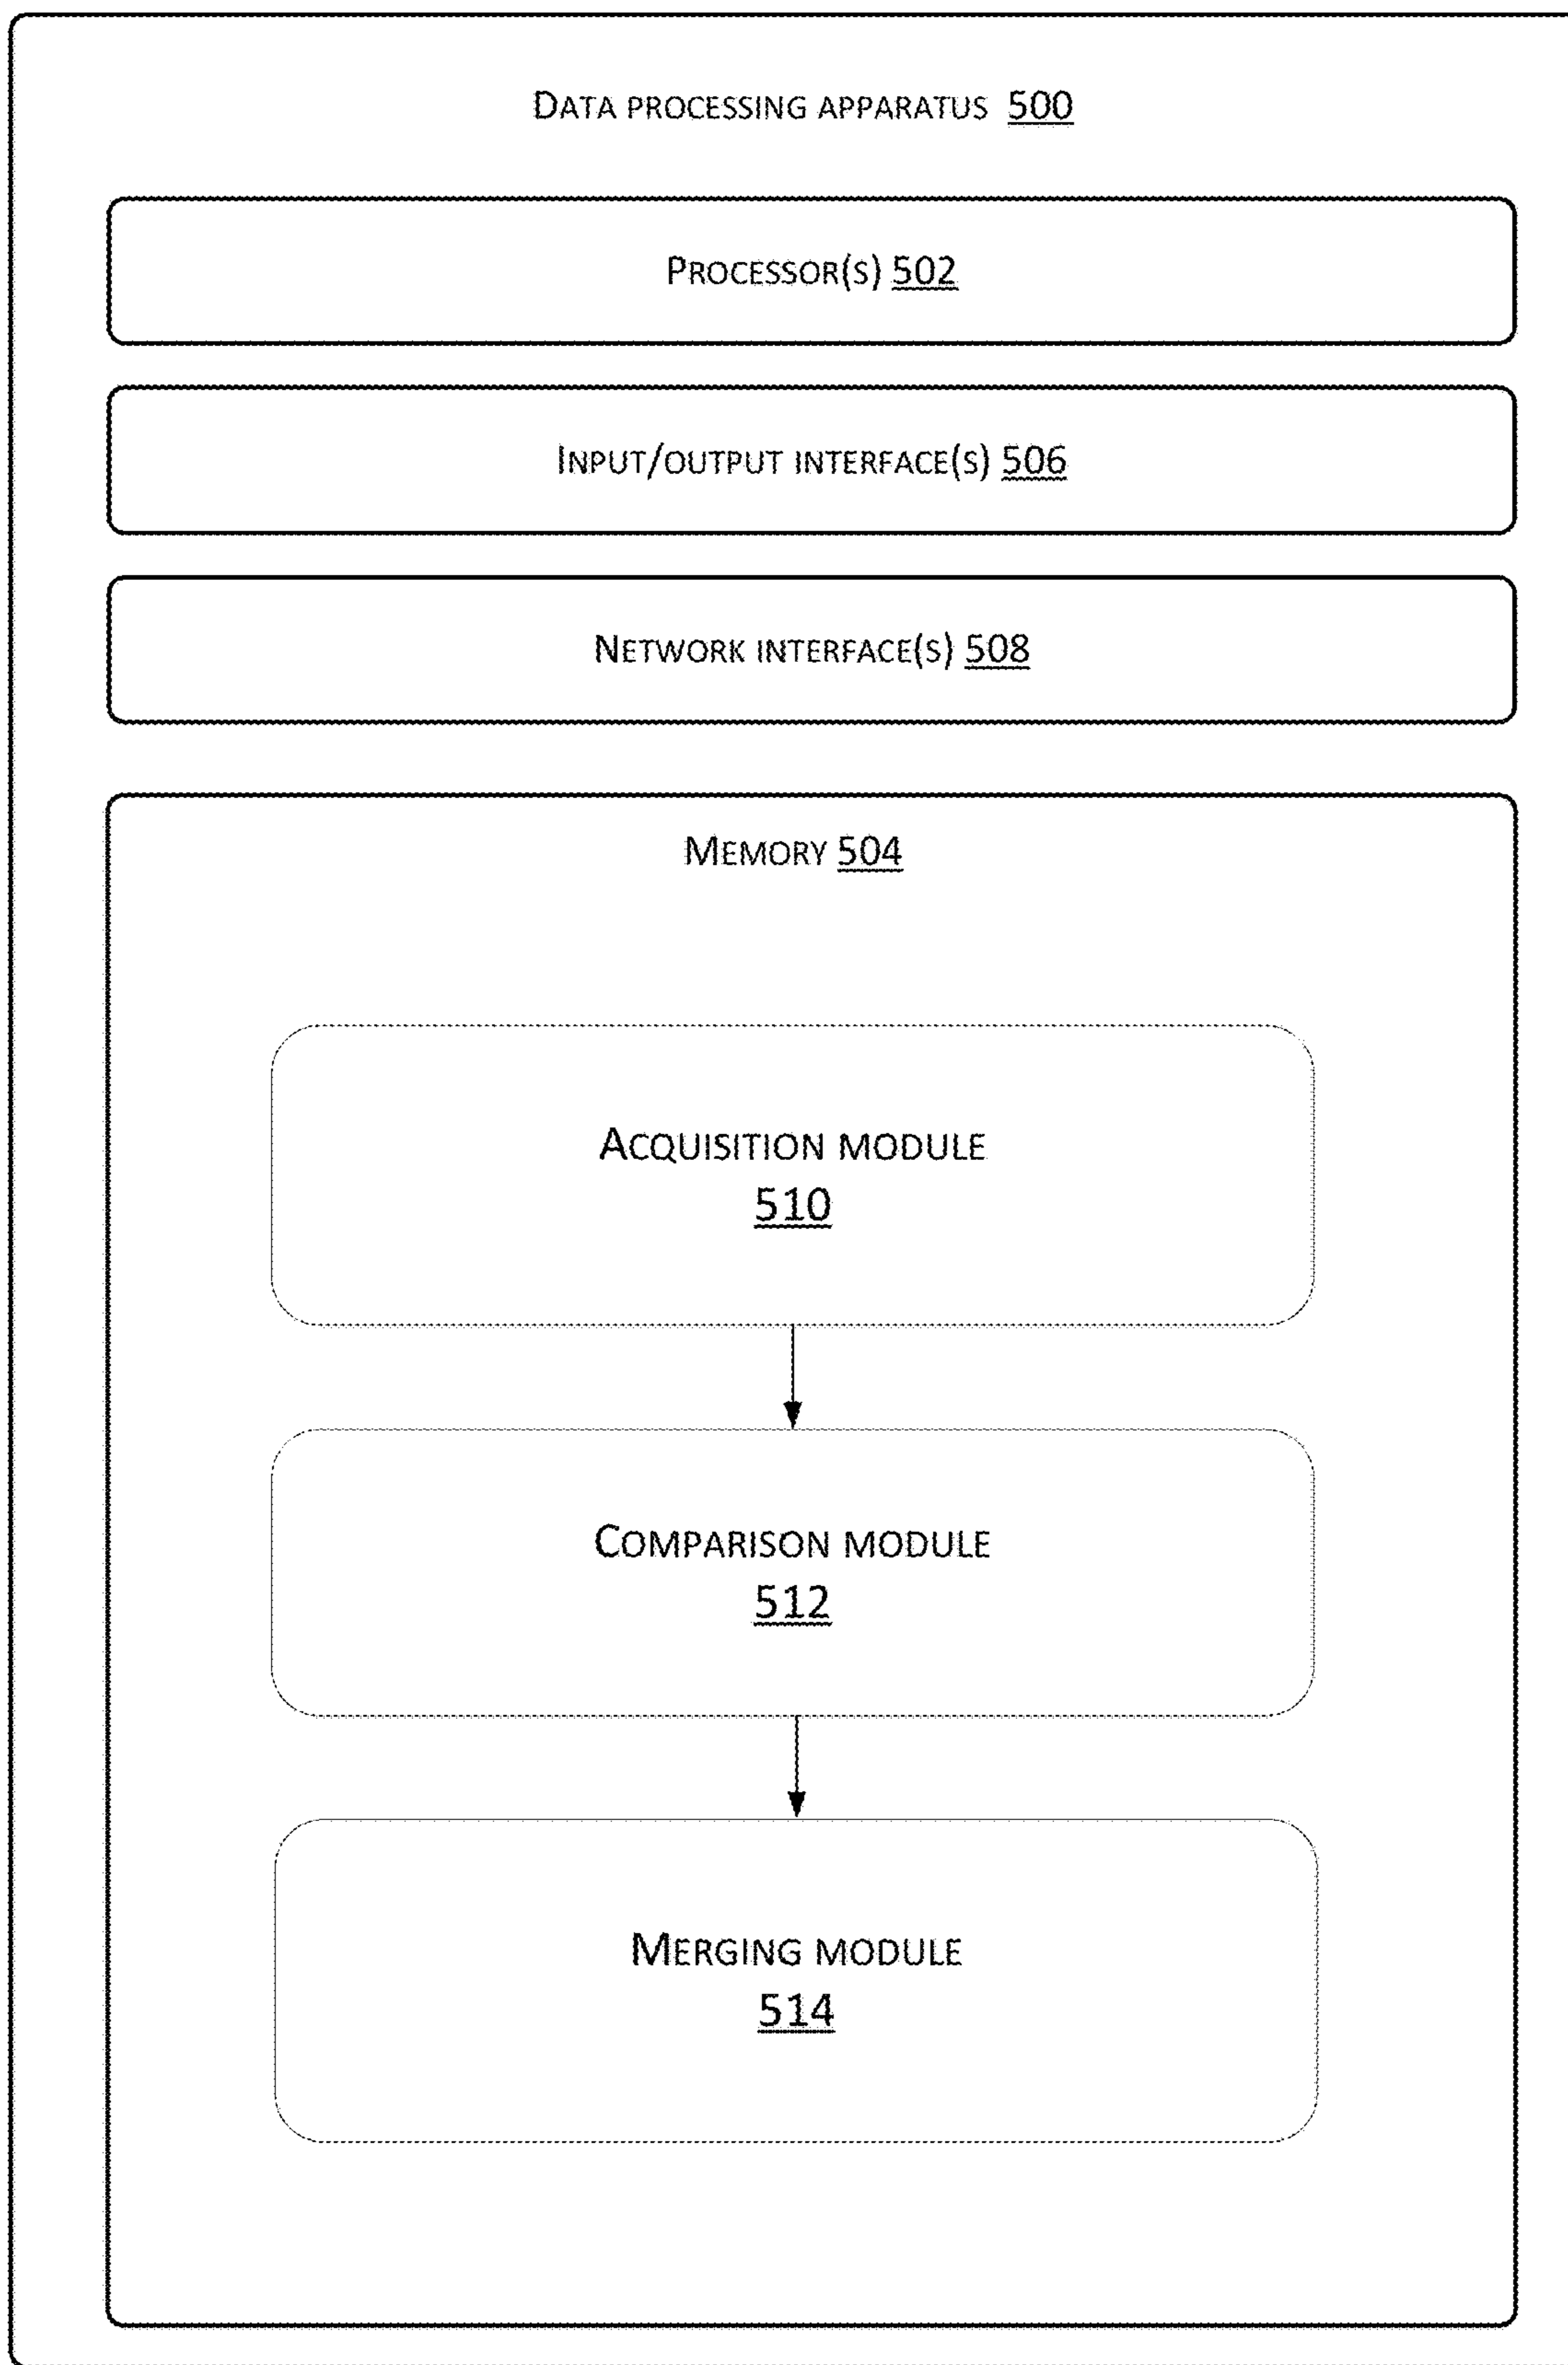 DATA PROCESSING APPARATUS 500
PROCESSOR(S) 502
INPUT/OUTPUT INTERFACE(S) 506
NETWORK INTERFACE(S) 508
MEMORY 504
ACQUISITION MODULE
510
COMPARISON MODULE
512
MERGING MODULE
514